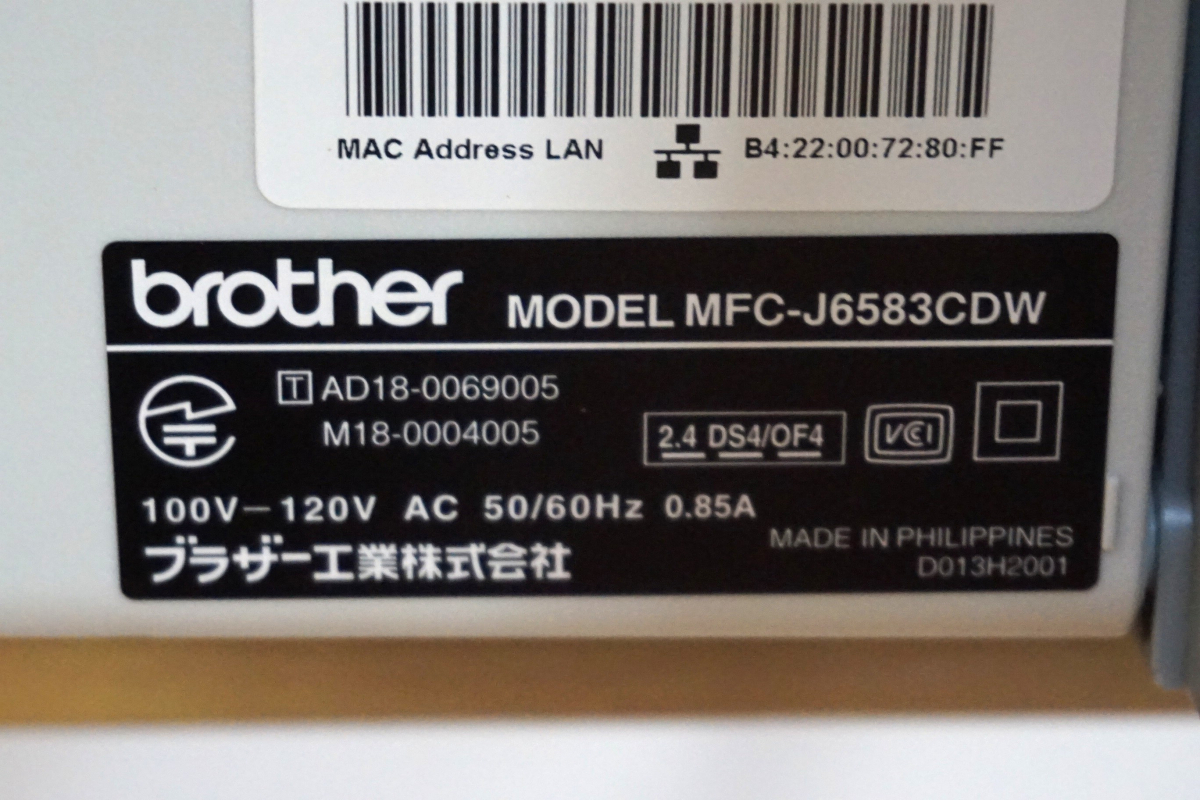 MAC Address LAN B4:22:00:72:80:FF
brother MODEL MFC-J6583CDW
T AD18-0069005
M18-0004005
2.4 DS4/OF4 VCCI
100V－120V AC 50/60Hz 0.85A
MADE IN PHILIPPINES
ブラザー工業株式会社
D013H2001